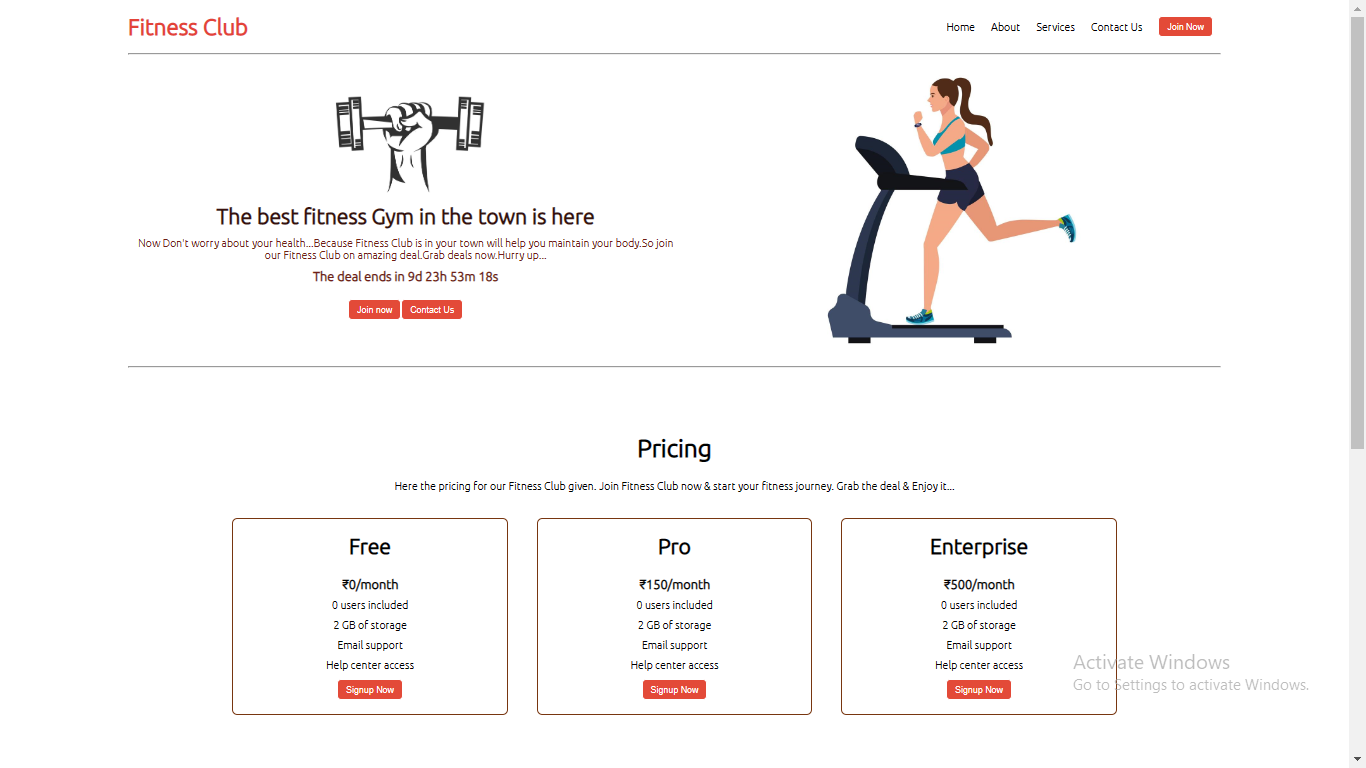 Fitness Club
Home About Services Contact Us Join Now
The best fitness Gym in the town is here
Now Don't worry about your health...Because Fitness Club is in your town will help you maintain your body.So join
our Fitness Club on amazing deal.Grab deals now.Hurry up...
The deal ends in 9d 23h 53m 18s
Join now Contact Us
Pricing
Here the pricing for our Fitness Club given. Join Fitness Club now & start your fitness journey. Grab the deal & Enjoy it...
Free
₹0/month
0 users included
2 GB of storage
Email support
Help center access
Signup Now
Pro
₹150/month
0 users included
2 GB of storage
Email support
Help center access
Signup Now
Enterprise
₹500/month
0 users included
2 GB of storage
Email support
Help center access
Signup Now
Activate Windows
Go to Settings to activate Windows.